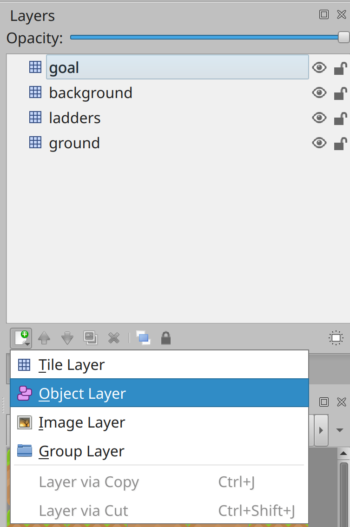 Layers
Opacity:
goal
background
ladders
ground
Tile Layer
Object Layer
Image Layer
Group Layer
Layer via Copy Ctrl+J
Layer via Cut Ctrl+Shift+J